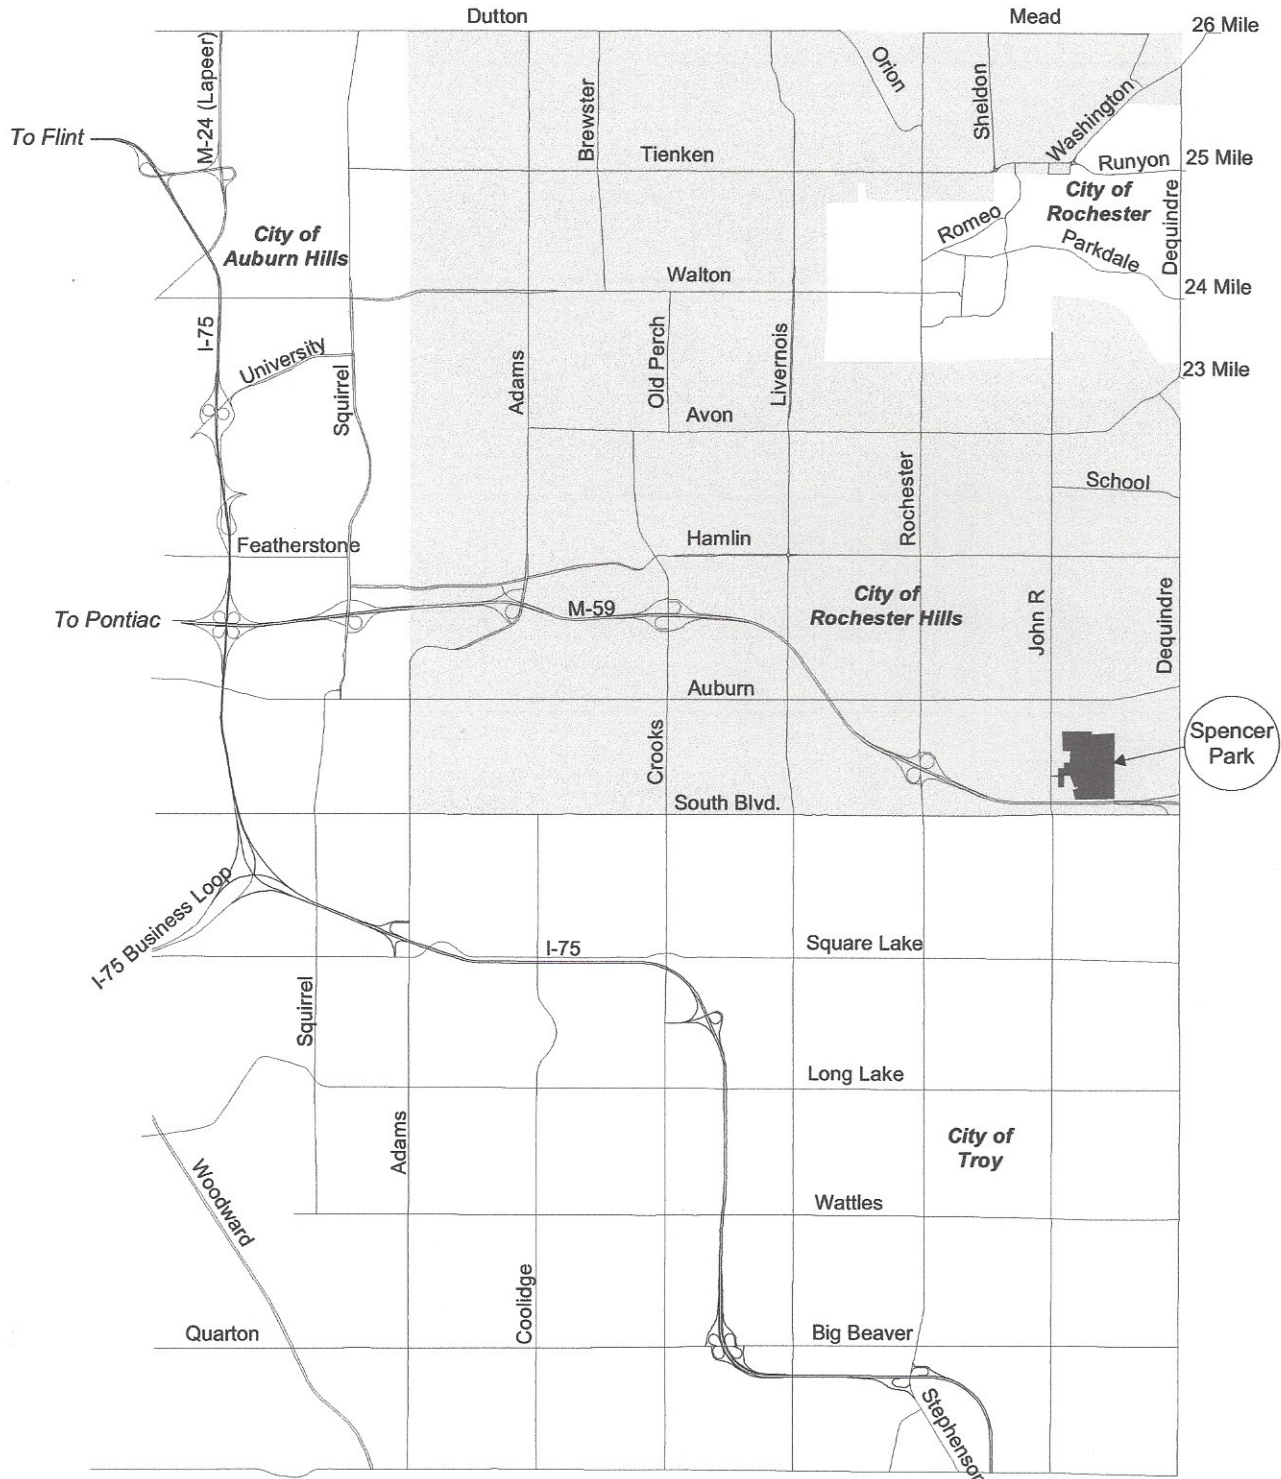 Dutton
Mead
26 Mile
M-24 (Lapeer)
Orion
Sheldon
Brewster
Washington
To Flint
Tienken
Runyon
25 Mile
City of
Rochester
Dequindre
Romeo
City of
Auburn Hills
Parkdale
Walton
24 Mile
I-75
University
Squirrel
Adams
Old Perch
Livernois
23 Mile
Avon
Rochester
School
Featherstone
Hamlin
City of
Rochester Hills
To Pontiac
M-59
John R
Dequindre
Auburn
Spencer
Park
Crooks
South Blvd.
I-75 Business Loop
I-75
Square Lake
Squirrel
Long Lake
Adams
City of
Troy
Woodward
Wattles
Coolidge
Quarton
Big Beaver
Stephenson